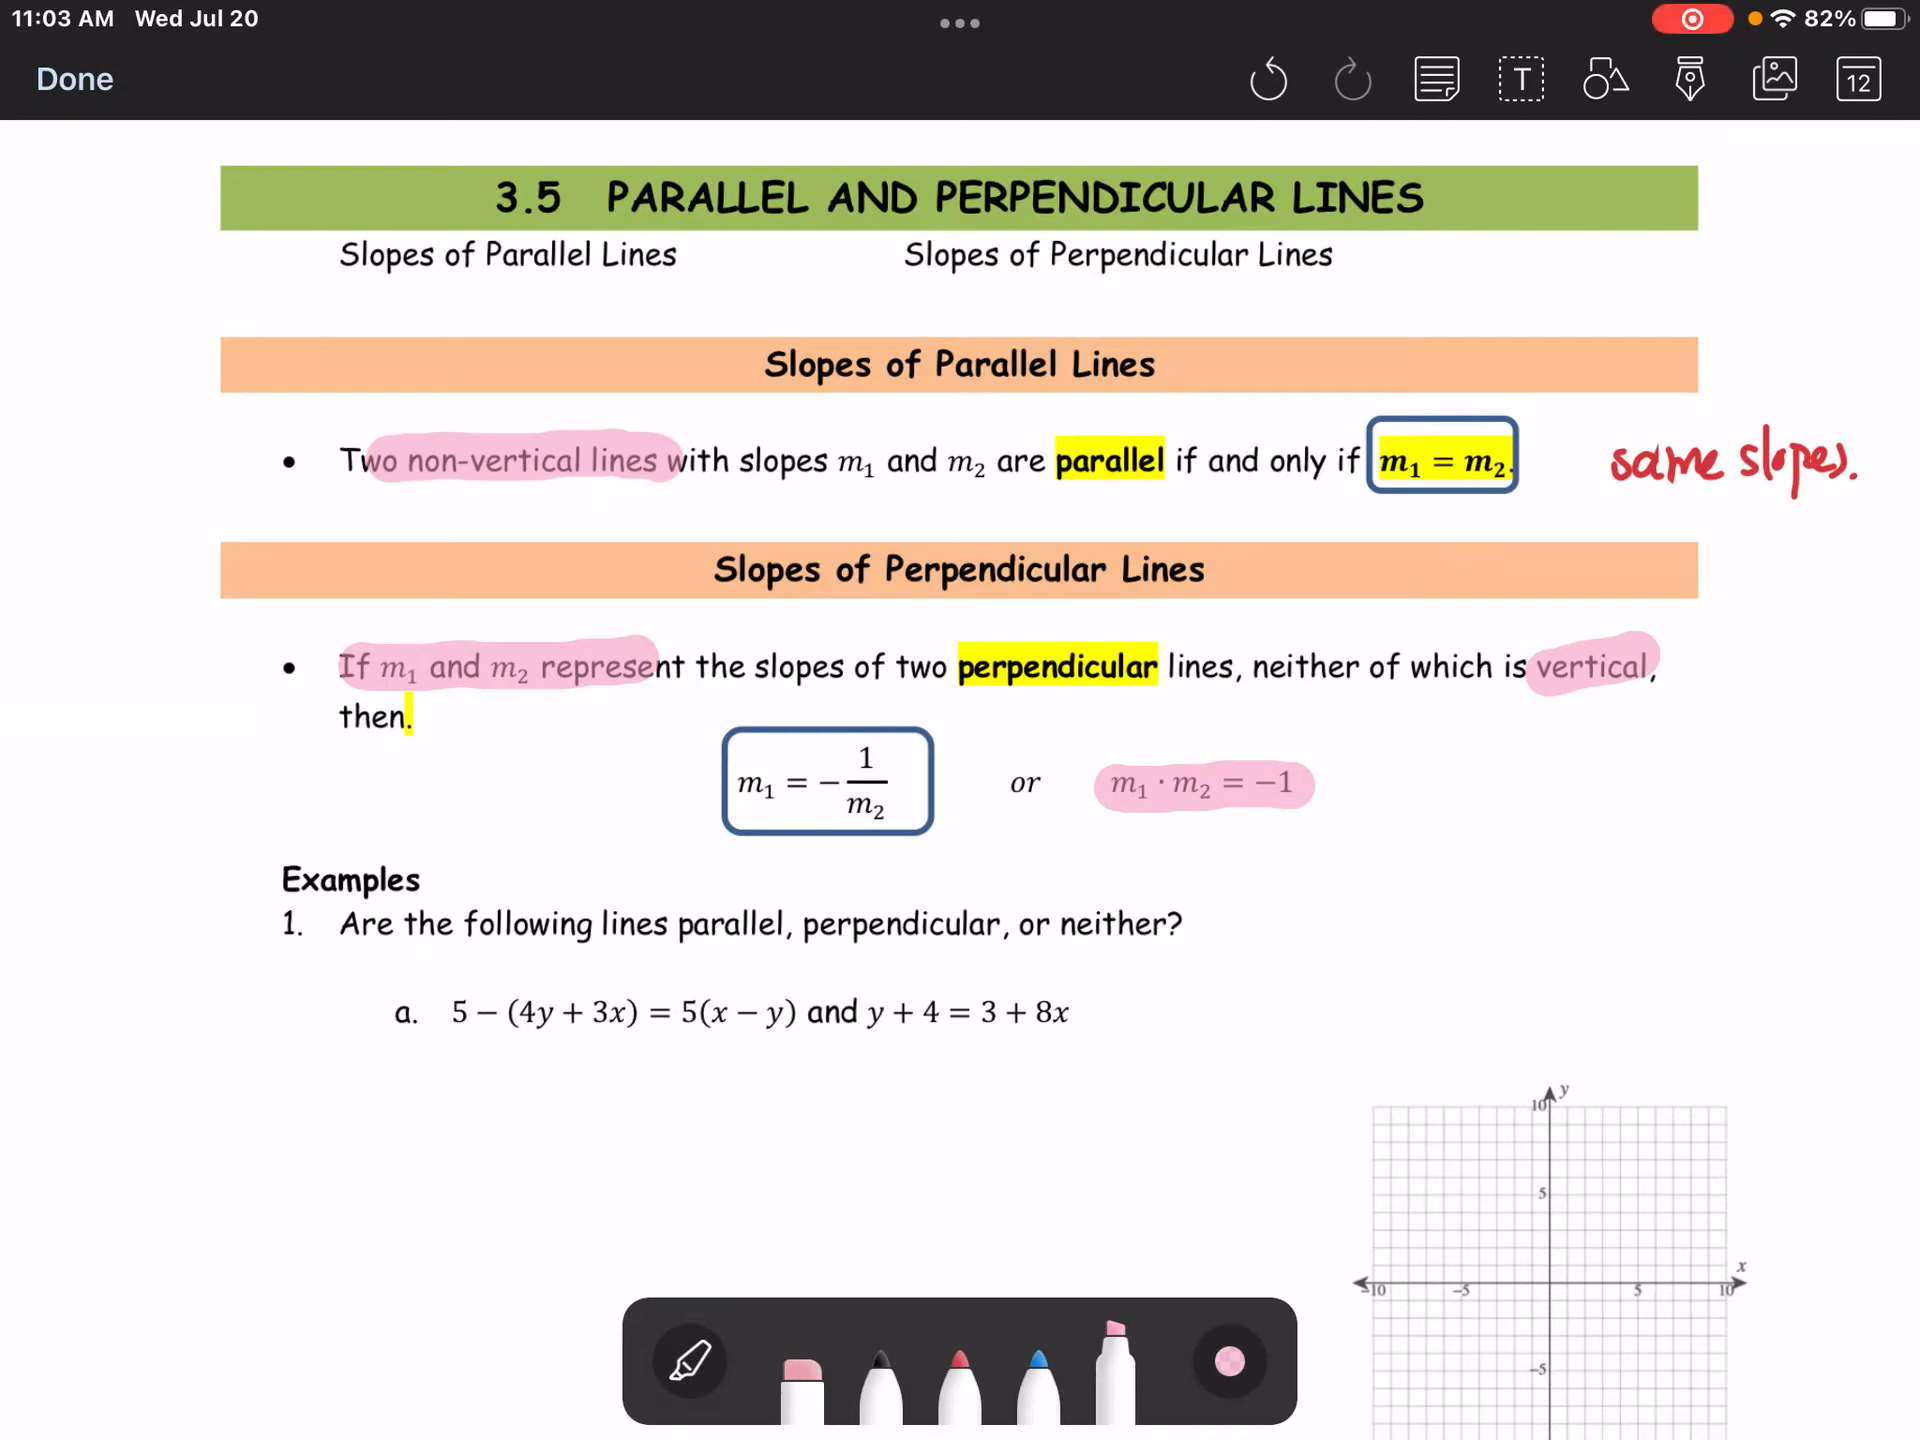 11:03 AM Wed Jul 20
82%
Done
T
12
3.5 PARALLEL AND PERPENDICULAR LINES
Slopes of Parallel Lines Slopes of Perpendicular Lines
Slopes of Parallel Lines
• Two non-vertical lines with slopes m₁ and m₂ are parallel if and only if m₁ = m₂. same slopes.
Slopes of Perpendicular Lines
• If m₁ and m₂ represent the slopes of two perpendicular lines, neither of which is vertical,
then.
m₁ = −1/m₂ or m₁ · m₂ = −1
Examples
1. Are the following lines parallel, perpendicular, or neither?
a. 5 − (4y + 3x) = 5(x − y) and y + 4 = 3 + 8x
y
10
5
x
−10 −5 5 10
−5